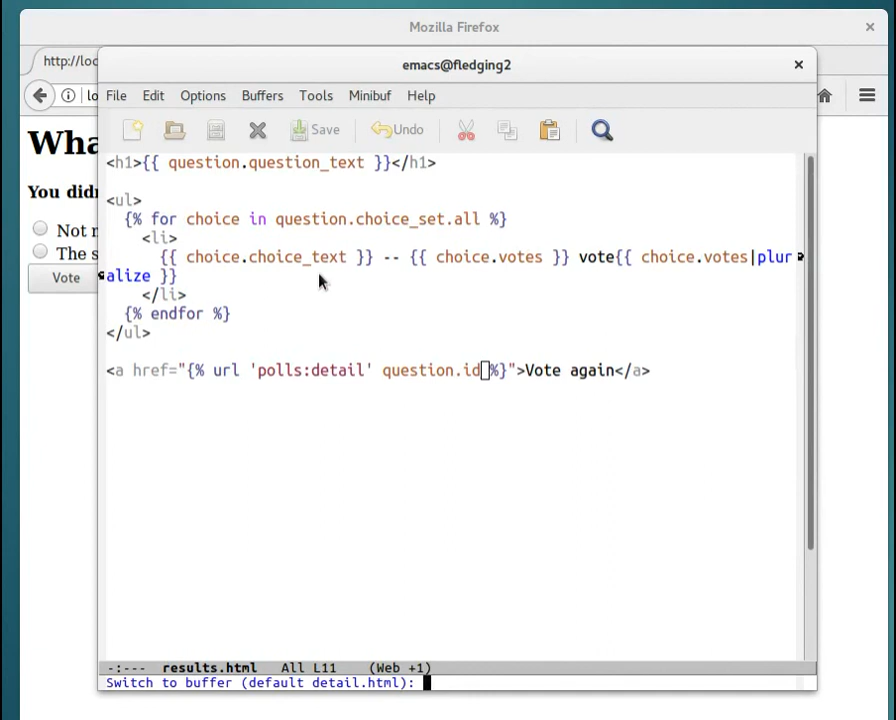 Mozilla Firefox
http://loc
emacs@fledging2
lo
File Edit Options Buffers Tools Minibuf Help
Save Undo
Wha
You didn
Not r
The s
Vote
<h1>{{ question.question_text }}</h1>
<ul>
{% for choice in question.choice_set.all %}
<li>
{{ choice.choice_text }} -- {{ choice.votes }} vote{{ choice.votes|plur
alize }}
</li>
{% endfor %}
</ul>
<a href="{% url 'polls:detail' question.id %}">Vote again</a>
-:--- results.html All L11 (Web +1)
Switch to buffer (default detail.html):